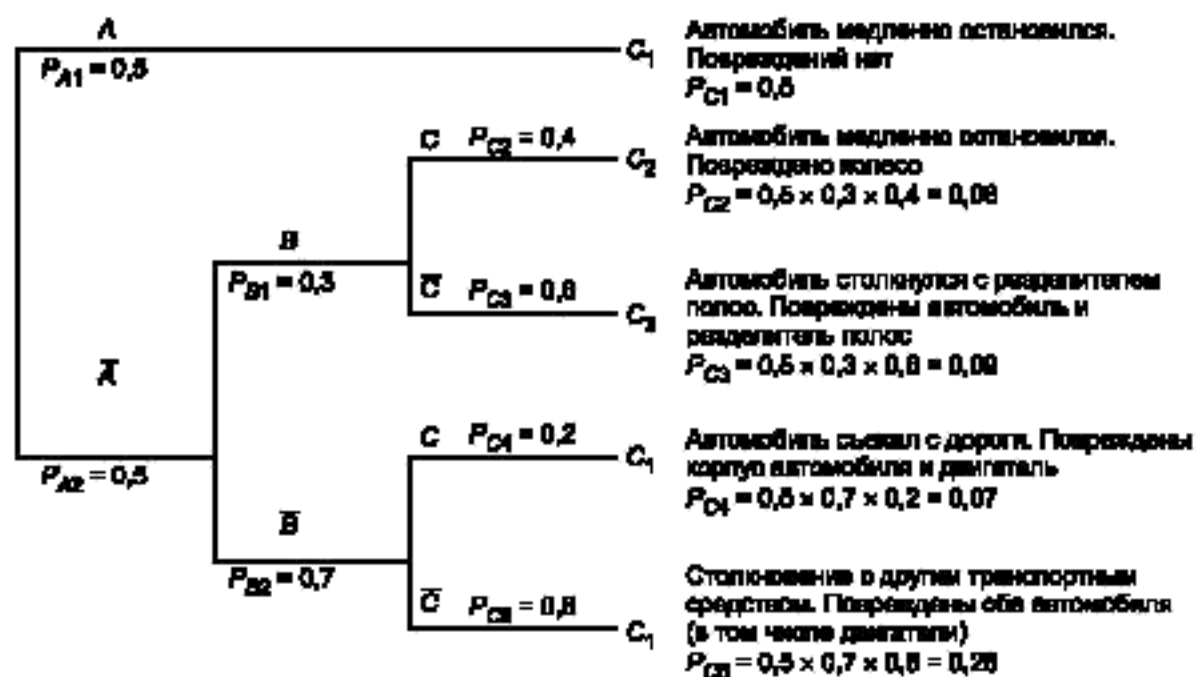 A
P_A1 = 0,5
C₁
Автомобиль медленно остановился.
Повреждений нет
P_C1 = 0,5
C P_C2 = 0,4
C₂
Автомобиль медленно остановился.
Повреждено колесо
P_C2 = 0,5 × 0,3 × 0,4 = 0,06
B
P_B1 = 0,3
C̅ P_C3 = 0,6
C₃
Автомобиль столкнулся с разделителем
полос. Повреждены автомобиль и
разделитель полос
P_C3 = 0,5 × 0,3 × 0,6 = 0,09
A̅
P_A2 = 0,5
C P_C4 = 0,2
C₁
Автомобиль съехал с дороги. Повреждены
корпус автомобиля и двигатель
P_C4 = 0,5 × 0,7 × 0,2 = 0,07
B̅
P_B2 = 0,7
C̅ P_C5 = 0,8
C₁
Столкновение с другим транспортным
средством. Повреждены оба автомобиля
(в том числе двигатели)
P_C5 = 0,5 × 0,7 × 0,8 = 0,28